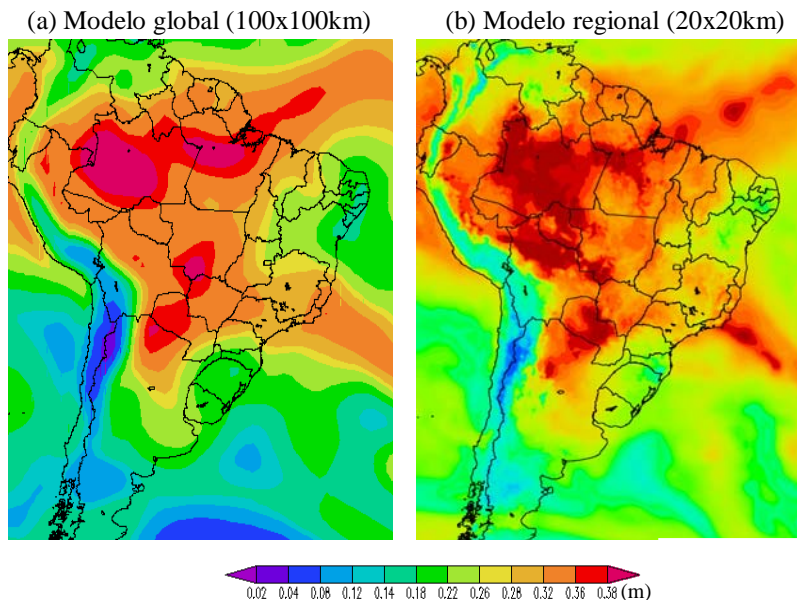 (a) Modelo global (100x100km)
(b) Modelo regional (20x20km)
0.02 0.04 0.08 0.12 0.14 0.18 0.22 0.26 0.28 0.32 0.36 0.38 (m)